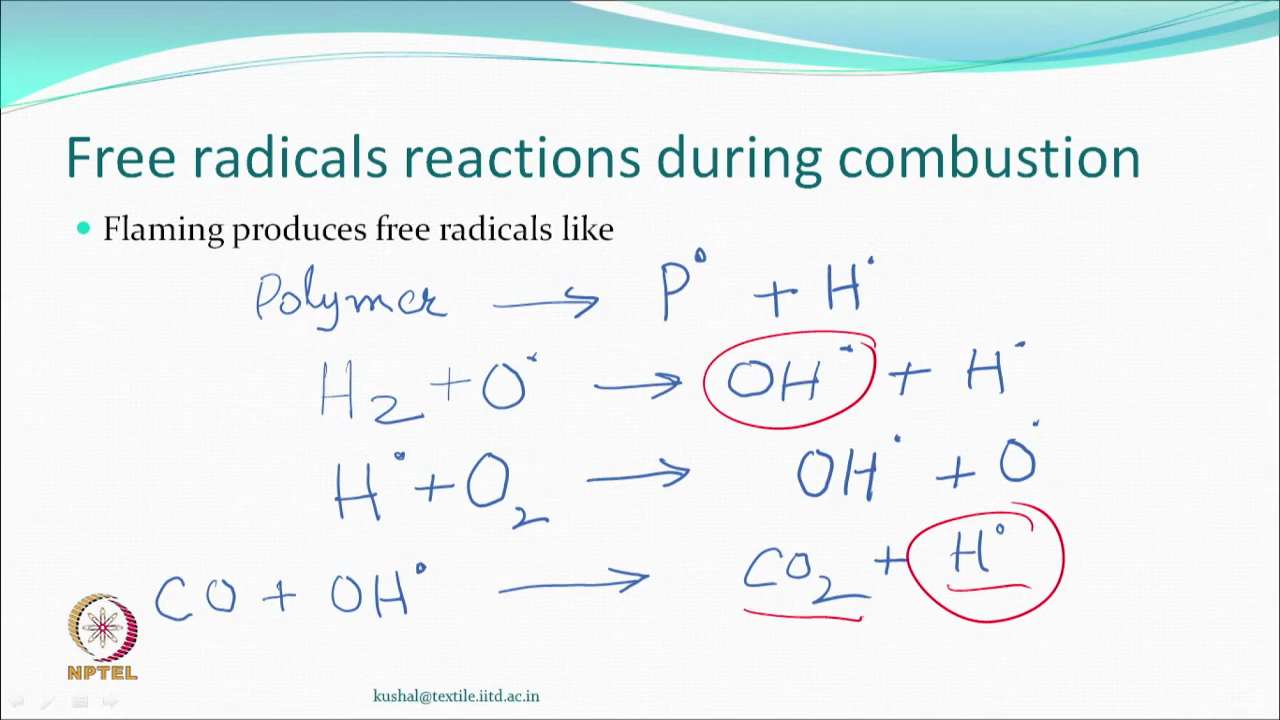 Free radicals reactions during combustion
Flaming produces free radicals like
Polymer → P• + H•
H₂ + O• → OH• + H•
H• + O₂ → OH• + O•
CO + OH• → CO₂ + H•
NPTEL
kushal@textile.iitd.ac.in